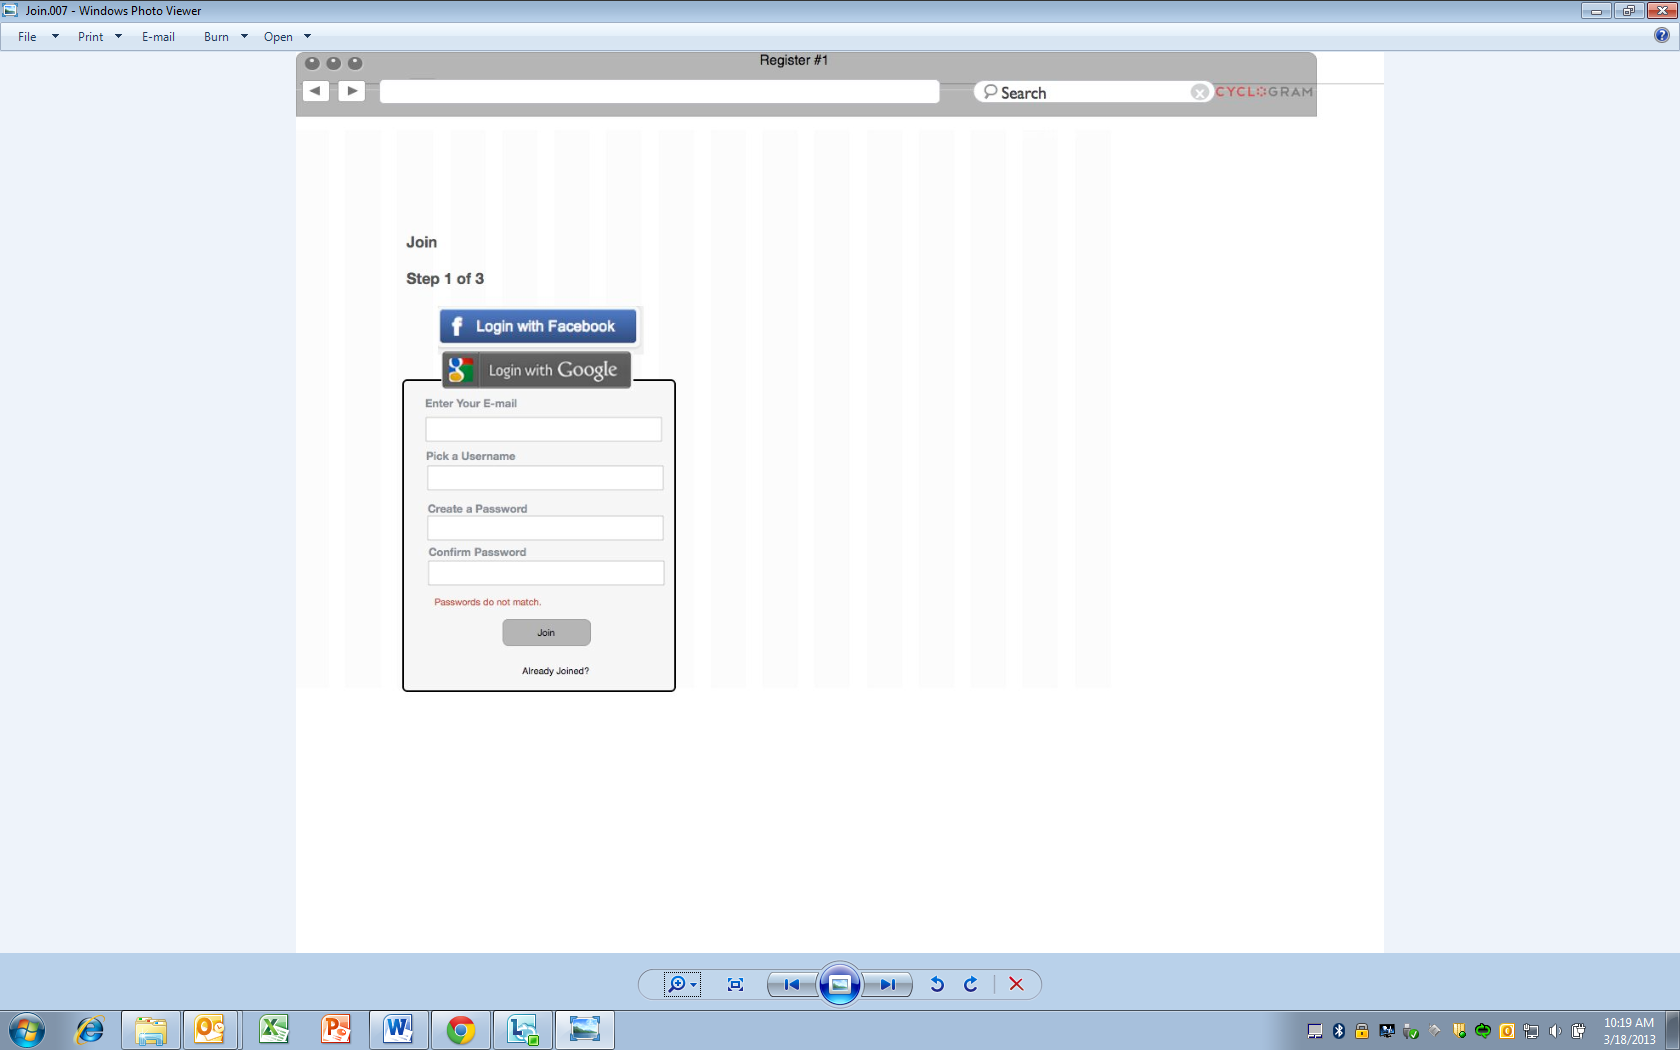 Join.007 - Windows Photo Viewer
File Print E-mail Burn Open
Register #1
Search
CYCLOGRAM
Join
Step 1 of 3
f Login with Facebook
Login with Google
Enter Your E-mail
Pick a Username
Create a Password
Confirm Password
Passwords do not match.
Join
Already Joined?
10:19 AM
3/18/2013